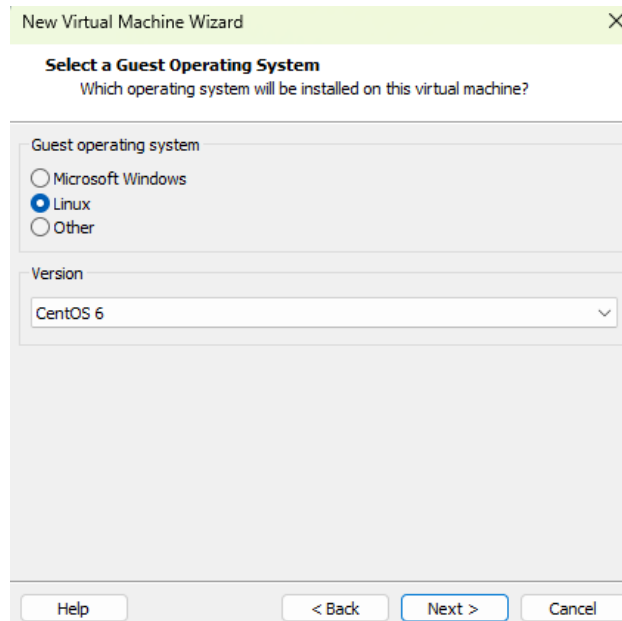 New Virtual Machine Wizard
Select a Guest Operating System
Which operating system will be installed on this virtual machine?
Guest operating system
Microsoft Windows
Linux
Other
Version
CentOS 6
Help
< Back
Next >
Cancel